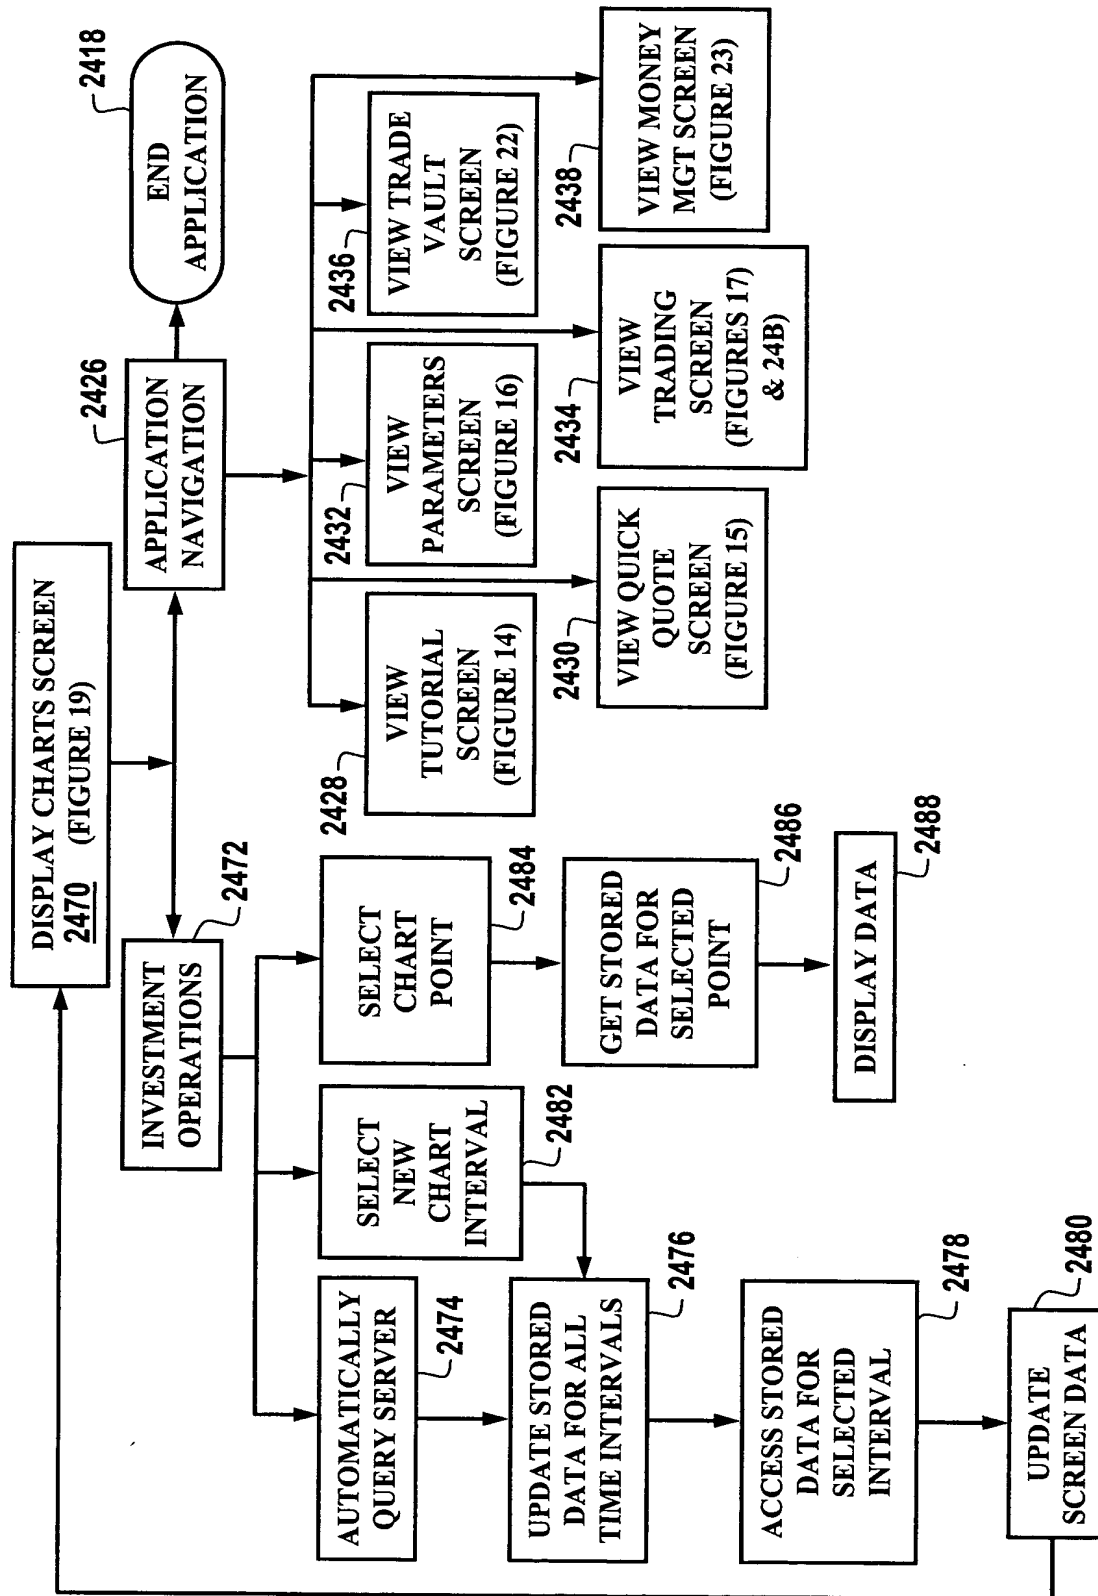 DISPLAY CHARTS SCREEN
2470 (FIGURE 19)
INVESTMENT
OPERATIONS
2472
APPLICATION
NAVIGATION
2426
END
APPLICATION
2418
AUTOMATICALLY
QUERY SERVER
2474
SELECT
NEW
CHART
INTERVAL
2482
SELECT
CHART
POINT
2484
UPDATE STORED
DATA FOR ALL
TIME INTERVALS
2476
GET STORED
DATA FOR
SELECTED
POINT
2486
ACCESS STORED
DATA FOR
SELECTED
INTERVAL
2478
DISPLAY DATA
2488
UPDATE
SCREEN DATA
2480
2428
VIEW
TUTORIAL
SCREEN
(FIGURE 14)
2432
VIEW
PARAMETERS
SCREEN
(FIGURE 16)
2436
VIEW TRADE
VAULT
SCREEN
(FIGURE 22)
2430
VIEW QUICK
QUOTE
SCREEN
(FIGURE 15)
2434
VIEW
TRADING
SCREEN
(FIGURES 17
& 24B)
2438
VIEW MONEY
MGT SCREEN
(FIGURE 23)